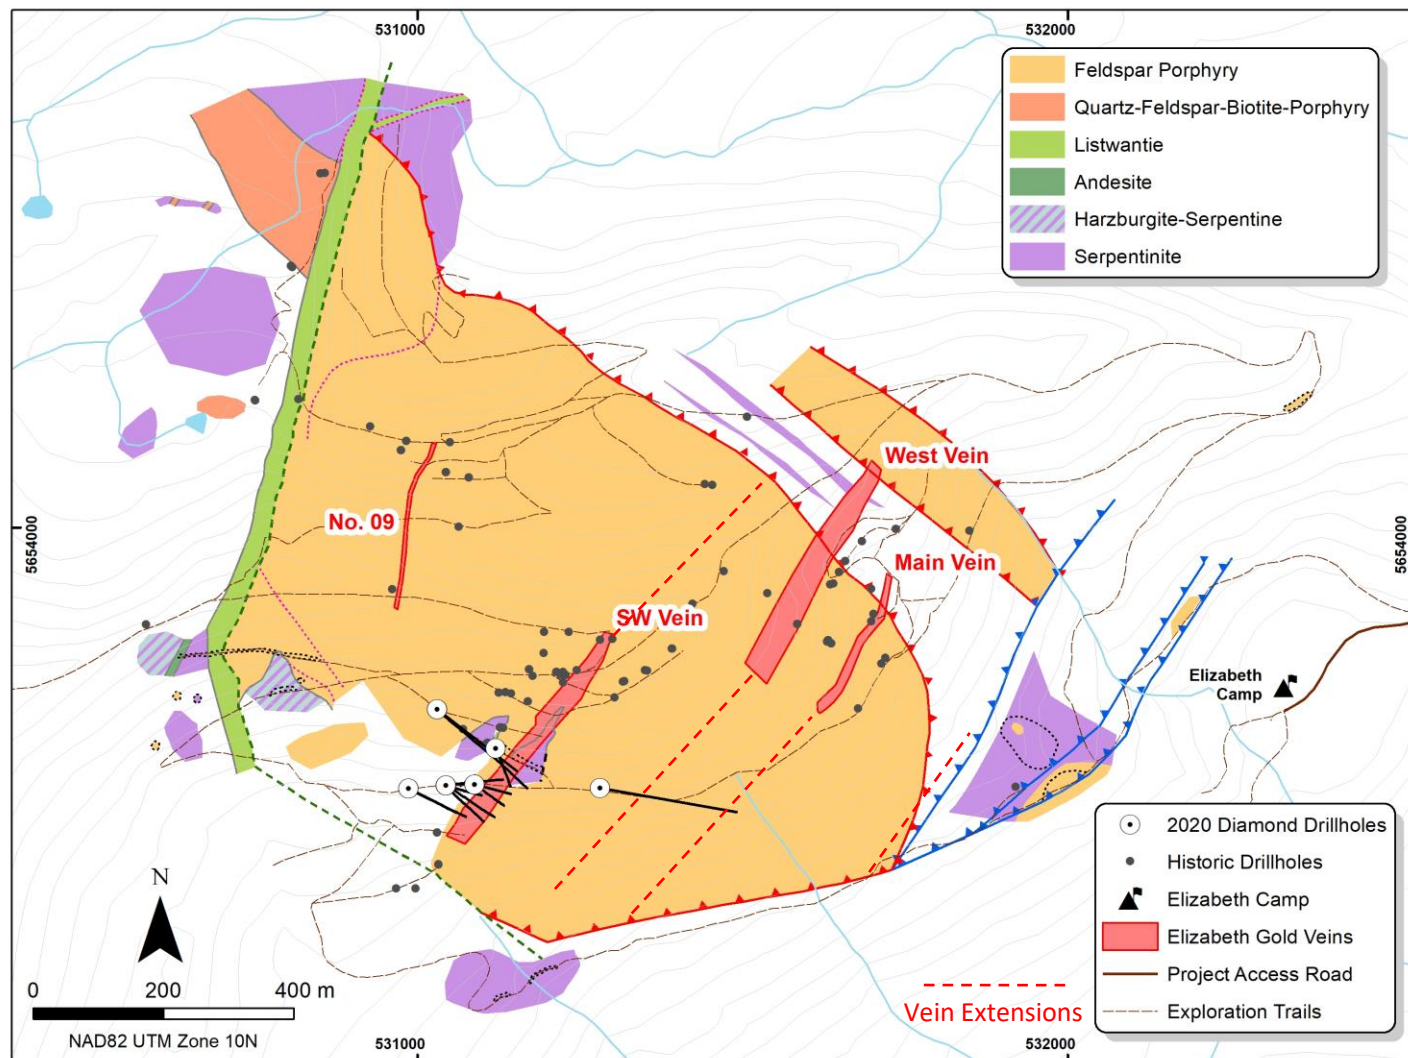 531000
532000
Feldspar Porphyry
Quartz-Feldspar-Biotite-Porphyry
Listwantie
Andesite
Harzburgite-Serpentine
Serpentinite
West Vein
No. 09
5654000
5654000
Main Vein
SW Vein
Elizabeth
Camp
2020 Diamond Drillholes
Historic Drillholes
Elizabeth Camp
Elizabeth Gold Veins
Project Access Road
Exploration Trails
N
0 200 400 m
NAD82 UTM Zone 10N
Vein Extensions
531000
532000